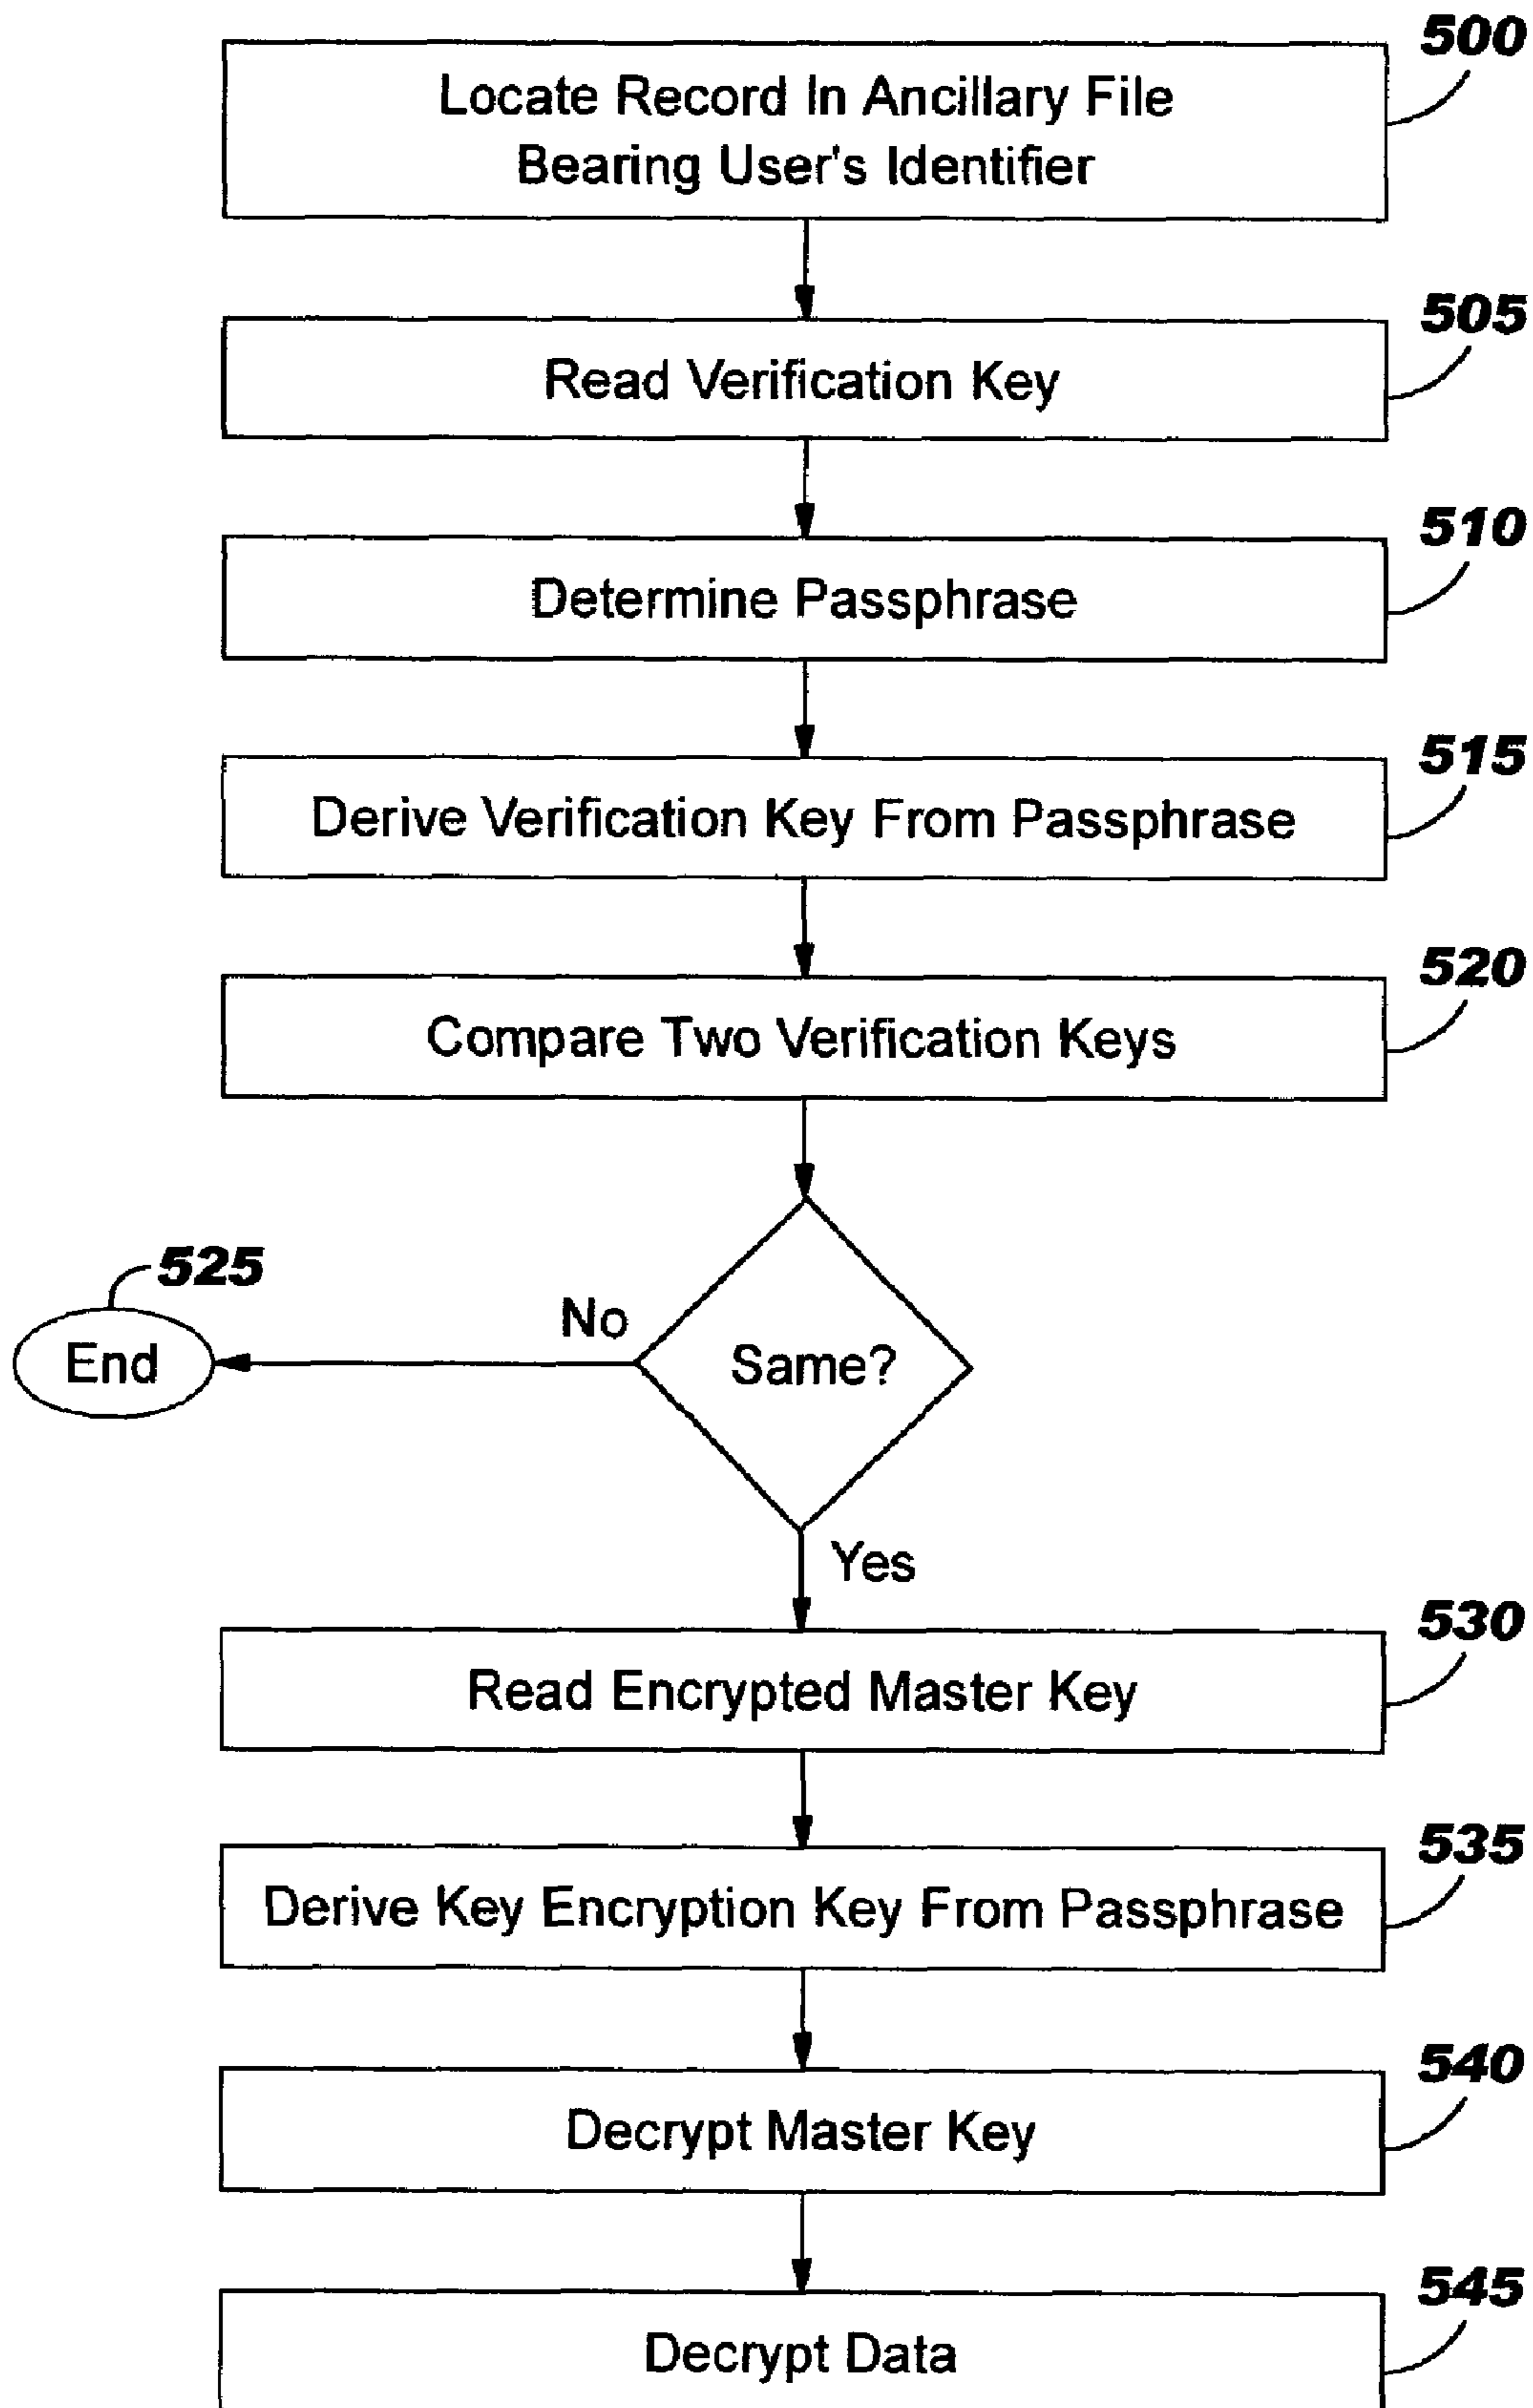 500
Locate Record In Ancillary File
Bearing User's Identifier
505
Read Verification Key
510
Determine Passphrase
515
Derive Verification Key From Passphrase
520
Compare Two Verification Keys
525
End
No
Same?
Yes
530
Read Encrypted Master Key
535
Derive Key Encryption Key From Passphrase
540
Decrypt Master Key
545
Decrypt Data